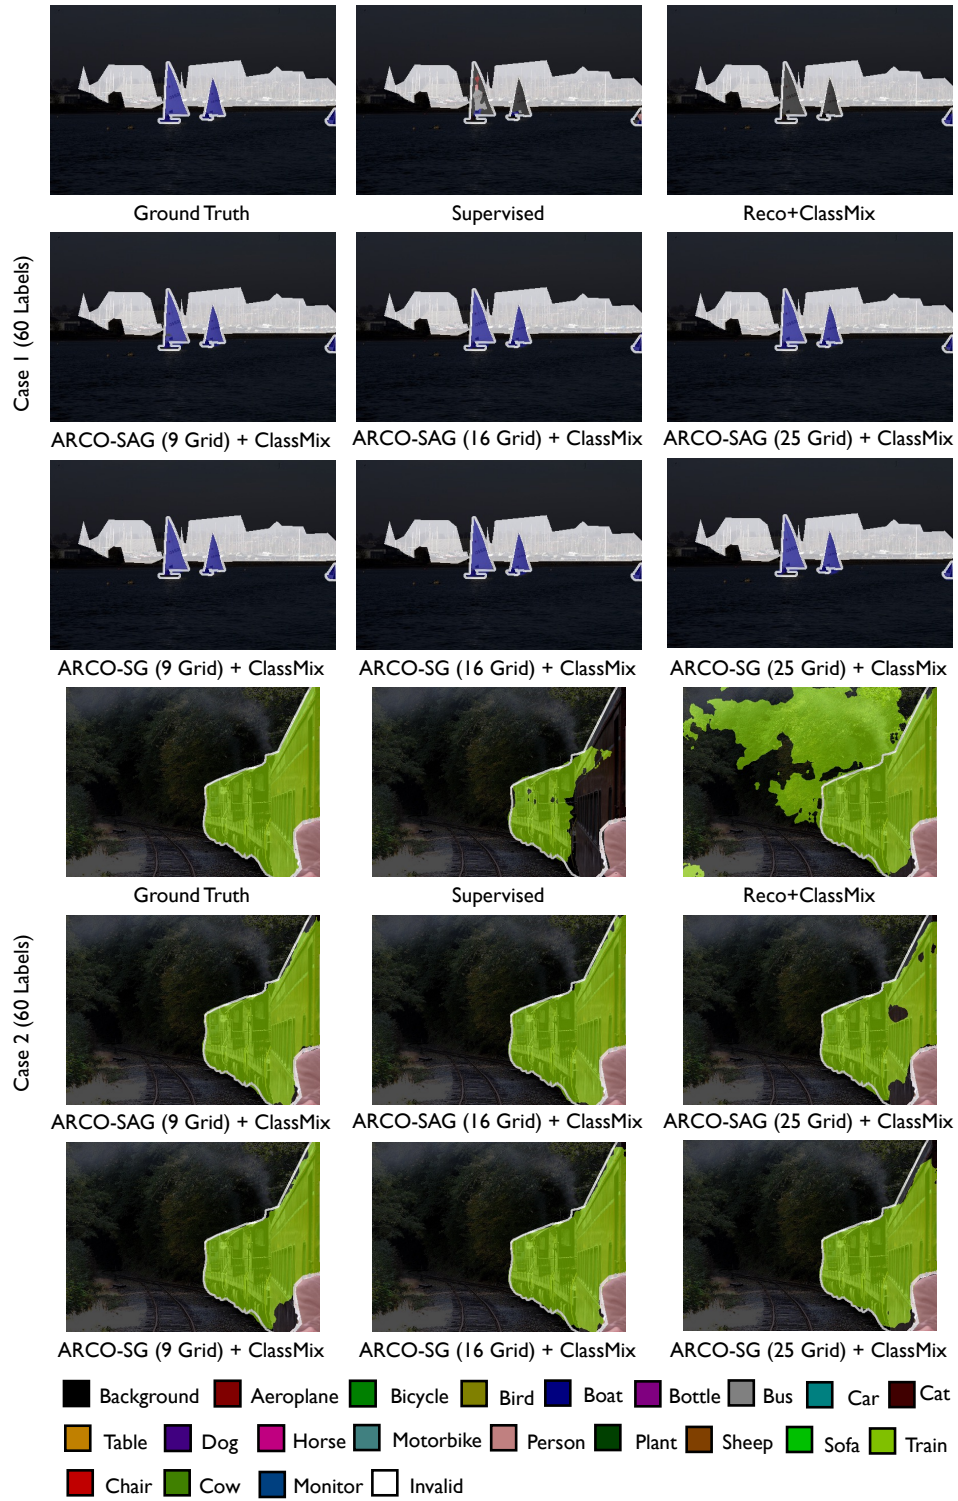 Ground Truth
Supervised
Reco+ClassMix
Case 1 (60 Labels)
ARCO-SAG (9 Grid) + ClassMix
ARCO-SAG (16 Grid) + ClassMix
ARCO-SAG (25 Grid) + ClassMix
ARCO-SG (9 Grid) + ClassMix
ARCO-SG (16 Grid) + ClassMix
ARCO-SG (25 Grid) + ClassMix
Ground Truth
Supervised
Reco+ClassMix
Case 2 (60 Labels)
ARCO-SAG (9 Grid) + ClassMix
ARCO-SAG (16 Grid) + ClassMix
ARCO-SAG (25 Grid) + ClassMix
ARCO-SG (9 Grid) + ClassMix
ARCO-SG (16 Grid) + ClassMix
ARCO-SG (25 Grid) + ClassMix
Background Aeroplane Bicycle Bird Boat Bottle Bus Car Cat
Table Dog Horse Motorbike Person Plant Sheep Sofa Train
Chair Cow Monitor Invalid